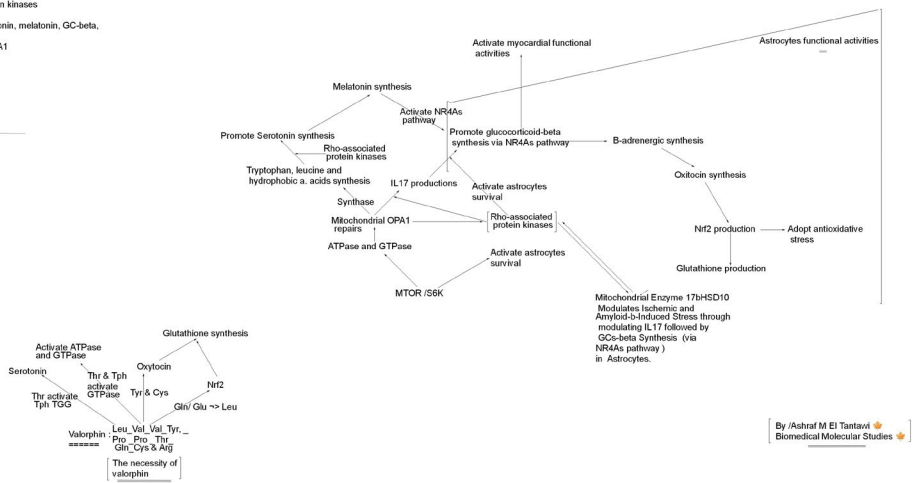 n kinases
onin, melatonin, GC-beta,
A1
Activate myocardial functional
activities
Astrocytes functional activities
Melatonin synthesis
Activate NR4As
pathway
Promote Serotonin synthesis
Promote glucocorticoid-beta
synthesis via NR4As pathway
B-adrenergic synthesis
Rho-associated
protein kinases
Tryptophan, leucine and
hydrophobic a. acids synthesis
IL17 productions
Activate astrocytes
survival
Oxitocin synthesis
Synthase
Mitochondrial OPA1
repairs
Rho-associated
protein kinases
Nrf2 production
Adopt antioxidative
stress
ATPase and GTPase
Activate astrocytes
survival
Glutathione production
MTOR /S6K
Mitochondrial Enzyme 17bHSD10
Modulates Ischemic and
Amyloid-b-Induced Stress through
modulating IL17 followed by
GCs-beta Synthesis (via
NR4As pathway )
in Astrocytes.
Glutathione synthesis
Activate ATPase
and GTPase
Serotonin
Oxytocin
Thr & Tph
activate
GTPase
Nrf2
Thr activate
Tph TGG
Tyr & Cys
Gln/ Glu ¬> Leu
Valorphin :
======
Leu_Val_Val_Tyr, _
Pro_Pro_Thr_
Gln_Cys & Arg
The necessity of
valorphin
By /Ashraf M El Tantawi
Biomedical Molecular Studies